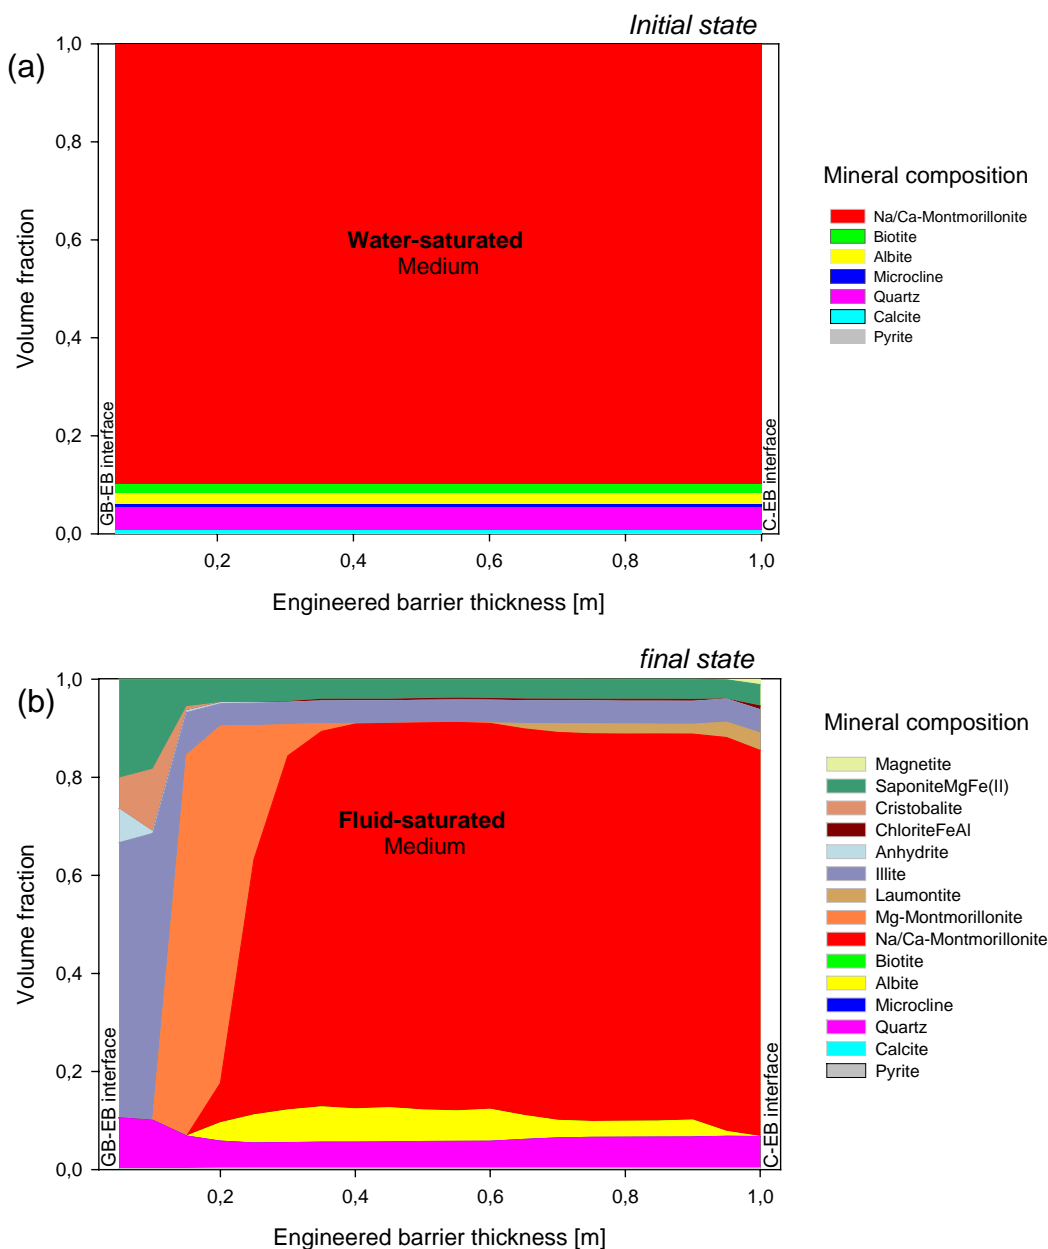 Initial state
(a)
1,0
0,8
0,6
0,4
0,2
0,0
Volume fraction
GB-EB interface
Water-saturated
Medium
C-EB interface
0,2
0,4
0,6
0,8
1,0
Engineered barrier thickness [m]
Mineral composition
Na/Ca-Montmorillonite
Biotite
Albite
Microcline
Quartz
Calcite
Pyrite
final state
(b)
1,0
0,8
0,6
0,4
0,2
0,0
Volume fraction
GB-EB interface
Fluid-saturated
Medium
C-EB interface
0,2
0,4
0,6
0,8
1,0
Engineered barrier thickness [m]
Mineral composition
Magnetite
SaponiteMgFe(II)
Cristobalite
ChloriteFeAl
Anhydrite
Illite
Laumontite
Mg-Montmorillonite
Na/Ca-Montmorillonite
Biotite
Albite
Microcline
Quartz
Calcite
Pyrite